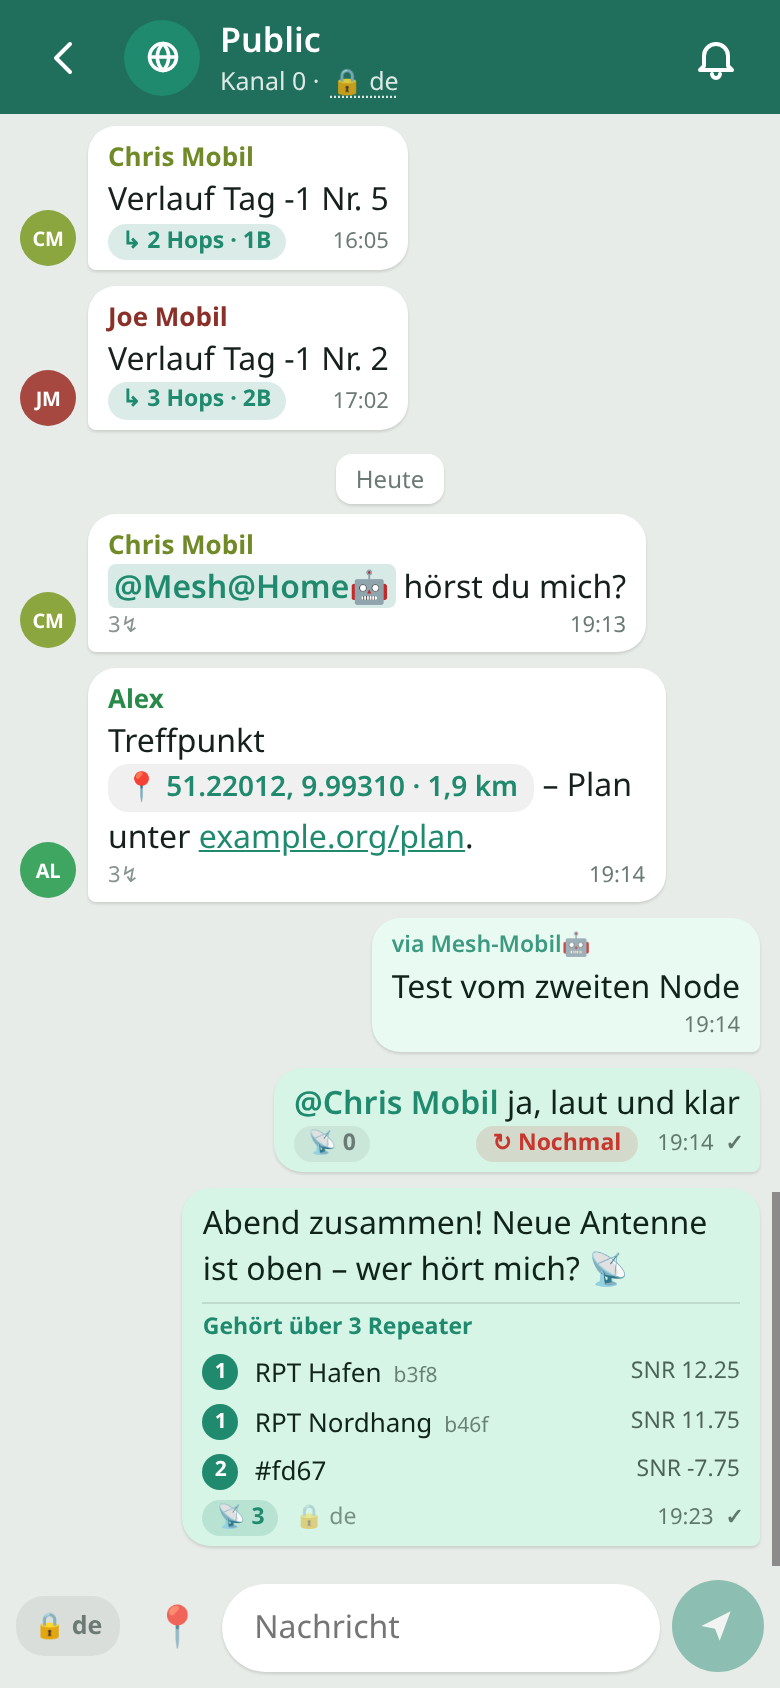 Public
Kanal 0 · 🔒 de
Chris Mobil
Verlauf Tag -1 Nr. 5
CM
↳ 2 Hops · 1B 16:05
Joe Mobil
Verlauf Tag -1 Nr. 2
JM
↳ 3 Hops · 2B 17:02
Heute
Chris Mobil
@Mesh@Home🤖 hörst du mich?
CM
3↯ 19:13
Alex
Treffpunkt
📍 51.22012, 9.99310 · 1,9 km – Plan
unter example.org/plan.
AL
3↯ 19:14
via Mesh-Mobil🤖
Test vom zweiten Node
19:14
@Chris Mobil ja, laut und klar
📡 0 ↻ Nochmal 19:14 ✓
Abend zusammen! Neue Antenne
ist oben – wer hört mich? 📡
Gehört über 3 Repeater
1 RPT Hafen b3f8 SNR 12.25
1 RPT Nordhang b46f SNR 11.75
2 #fd67 SNR -7.75
📡 3 🔒 de 19:23 ✓
🔒 de 📍 Nachricht